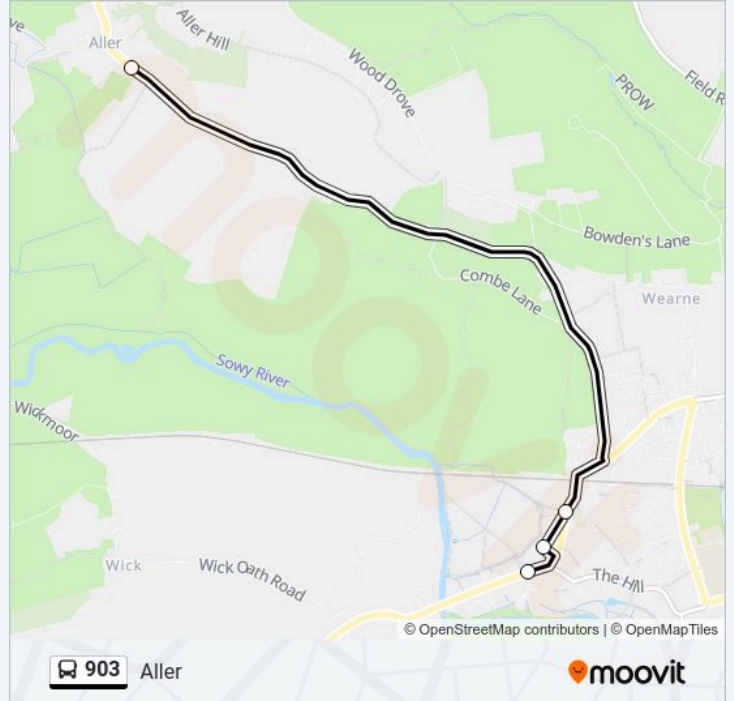 ve
Aller
Aller Hill
Wood Drove
PROW
Field R
Bowden's Lane
Combe Lane
Wearne
Sowy River
Wickmoor
Wick
Wick Oath Road
The Hill
© OpenStreetMap contributors | © OpenMapTiles
903 Aller
moovit